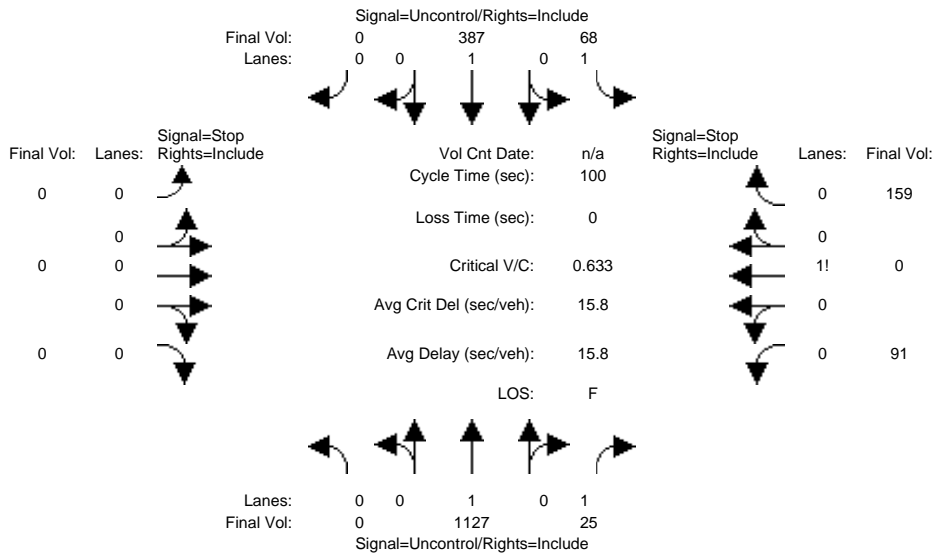 Signal=Uncontrol/Rights=Include
Final Vol: 0 387 68
Lanes: 0 0 1 0 1
Signal=Stop
Final Vol: Lanes: Rights=Include
Vol Cnt Date: n/a
Signal=Stop
Rights=Include Lanes: Final Vol:
Cycle Time (sec): 100
0 0
0 159
Loss Time (sec): 0
0
0
0 0
Critical V/C: 0.633
1! 0
0
Avg Crit Del (sec/veh): 15.8
0
0 0
Avg Delay (sec/veh): 15.8
0 91
LOS: F
Lanes: 0 0 1 0 1
Final Vol: 0 1127 25
Signal=Uncontrol/Rights=Include